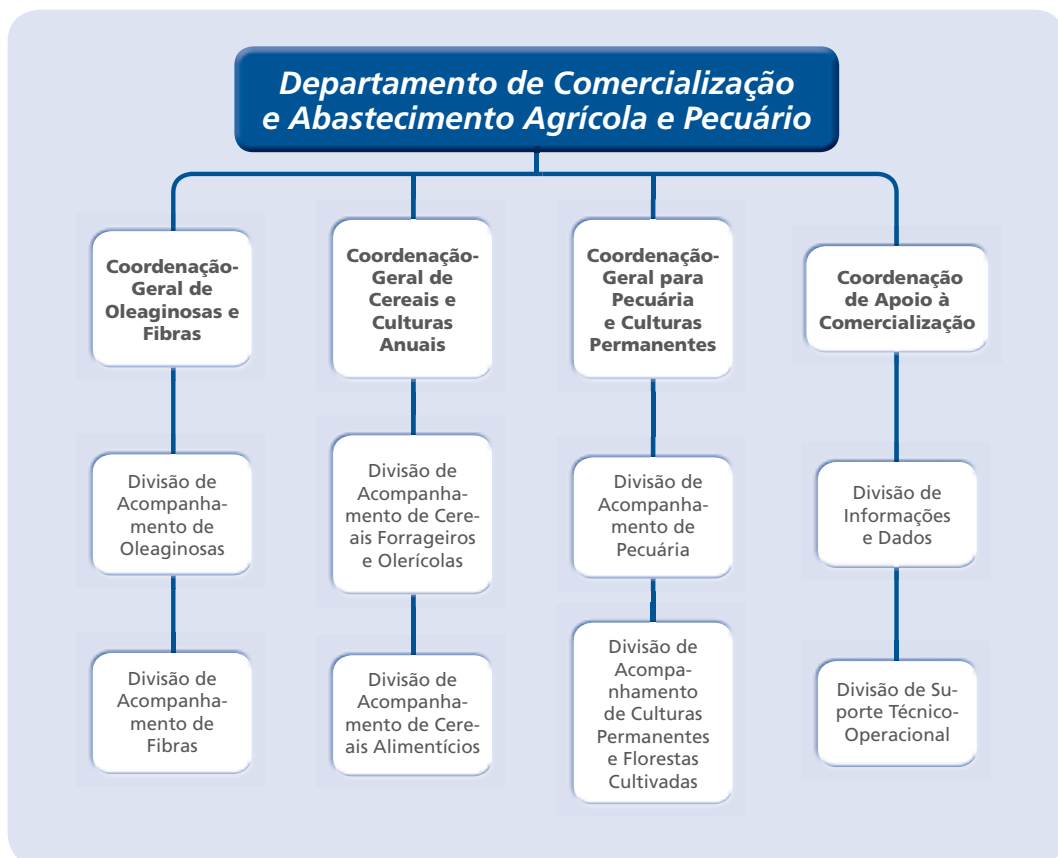 Departamento de Comercialização
e Abastecimento Agrícola e Pecuário
Coordenação-
Geral de
Oleaginosas e
Fibras
Coordenação-
Geral de
Cereais e
Culturas
Anuais
Coordenação-
Geral para
Pecuária
e Culturas
Permanentes
Coordenação
de Apoio à
Comercialização
Divisão de
Acompanha-
mento de
Oleaginosas
Divisão de
Acompanha-
mento de Cere-
ais Forrageiros
e Olerícolas
Divisão de
Acompanha-
mento de
Pecuária
Divisão de
Informações
e Dados
Divisão de
Acompanha-
mento de
Fibras
Divisão de
Acompanha-
mento de Cere-
ais Alimentícios
Divisão de
Acompa-
nhamento
de Culturas
Permanentes
e Florestas
Cultivadas
Divisão de Su-
porte Técnico-
Operacional